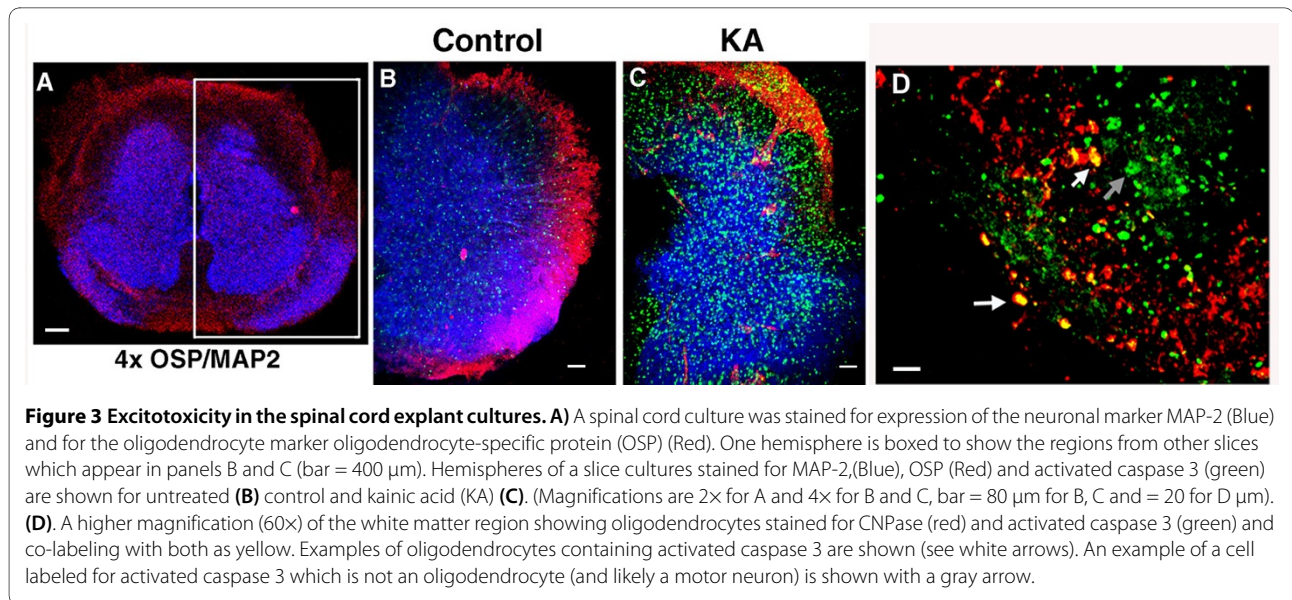 Control KA
A B C D
4x OSP/MAP2
Figure 3 Excitotoxicity in the spinal cord explant cultures. A) A spinal cord culture was stained for expression of the neuronal marker MAP-2 (Blue)
and for the oligodendrocyte marker oligodendrocyte-specific protein (OSP) (Red). One hemisphere is boxed to show the regions from other slices
which appear in panels B and C (bar = 400 μm). Hemispheres of a slice cultures stained for MAP-2,(Blue), OSP (Red) and activated caspase 3 (green)
are shown for untreated (B) control and kainic acid (KA) (C). (Magnifications are 2× for A and 4× for B and C, bar = 80 μm for B, C and = 20 for D μm).
(D). A higher magnification (60×) of the white matter region showing oligodendrocytes stained for CNPase (red) and activated caspase 3 (green) and
co-labeling with both as yellow. Examples of oligodendrocytes containing activated caspase 3 are shown (see white arrows). An example of a cell
labeled for activated caspase 3 which is not an oligodendrocyte (and likely a motor neuron) is shown with a gray arrow.